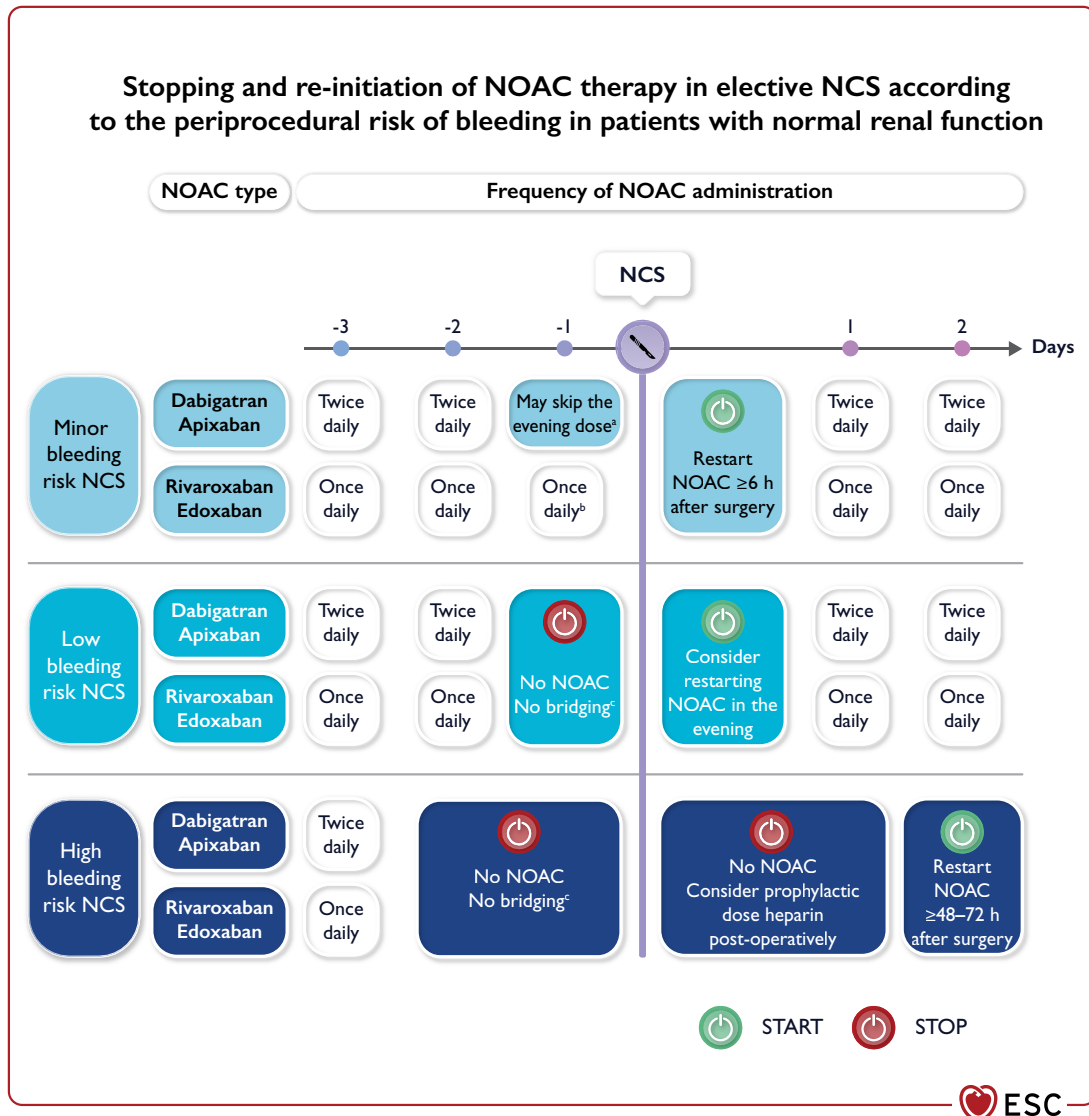 Stopping and re-initiation of NOAC therapy in elective NCS according
to the periprocedural risk of bleeding in patients with normal renal function
NOAC type
Frequency of NOAC administration
NCS
-3
-2
-1
1
2
Days
Minor
bleeding
risk NCS
Dabigatran
Apixaban
Twice
daily
Twice
daily
May skip the
evening doseᵃ
Restart
NOAC ≥6 h
after surgery
Twice
daily
Twice
daily
Rivaroxaban
Edoxaban
Once
daily
Once
daily
Once
dailyᵇ
Once
daily
Once
daily
Low
bleeding
risk NCS
Dabigatran
Apixaban
Twice
daily
Twice
daily
No NOAC
No bridgingᶜ
Consider
restarting
NOAC in the
evening
Twice
daily
Twice
daily
Rivaroxaban
Edoxaban
Once
daily
Once
daily
Once
daily
Once
daily
High
bleeding
risk NCS
Dabigatran
Apixaban
Twice
daily
No NOAC
No bridgingᶜ
No NOAC
Consider prophylactic
dose heparin
post-operatively
Restart
NOAC
≥48–72 h
after surgery
Rivaroxaban
Edoxaban
Once
daily
START
STOP
ESC